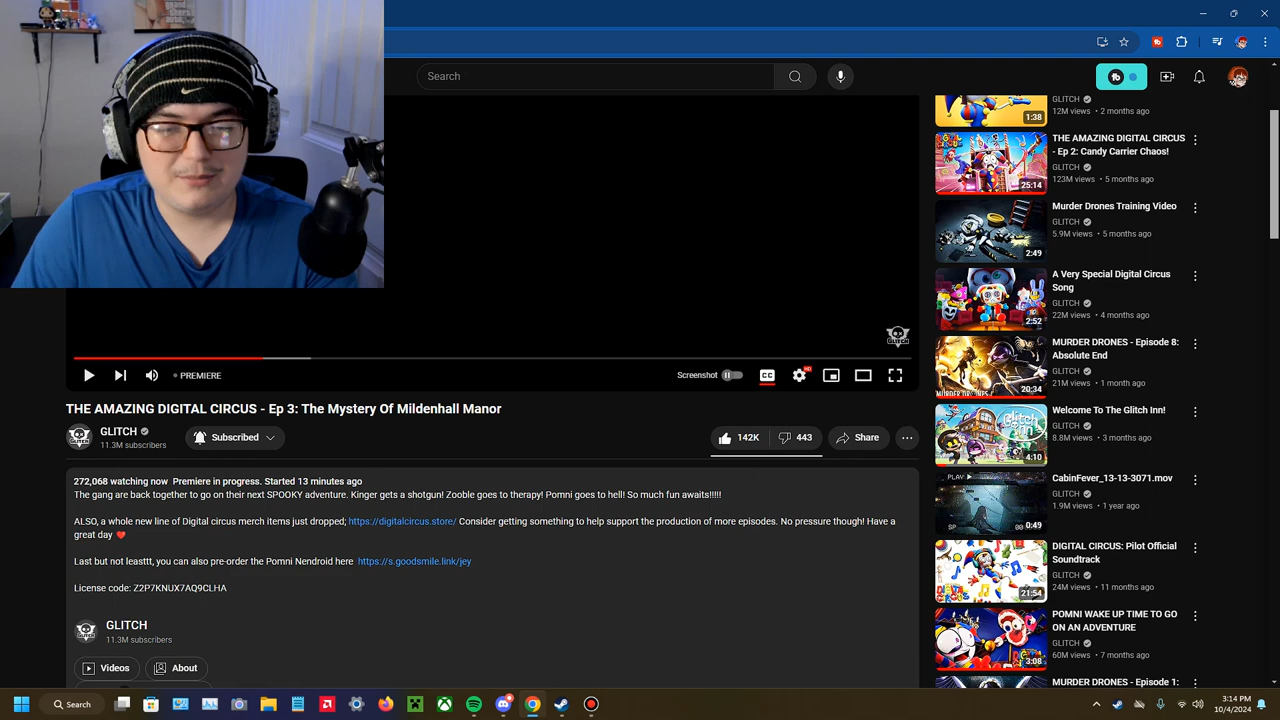 Search
1:38
GLITCH
12M views • 2 months ago
THE AMAZING DIGITAL CIRCUS
- Ep 2: Candy Carrier Chaos!
GLITCH
123M views • 5 months ago
25:14
Murder Drones Training Video
GLITCH
5.9M views • 5 months ago
2:49
A Very Special Digital Circus
Song
GLITCH
22M views • 4 months ago
2:52
MURDER DRONES - Episode 8:
Absolute End
GLITCH
21M views • 1 month ago
MURDER DRONES
20:34
Welcome To The Glitch Inn!
GLITCH
8.8M views • 3 months ago
4:10
PLAY
CabinFever_13-13-3071.mov
GLITCH
1.9M views • 1 year ago
SP
0:49
DIGITAL CIRCUS: Pilot Official
Soundtrack
GLITCH
24M views • 11 months ago
21:54
POMNI WAKE UP TIME TO GO
ON AN ADVENTURE
GLITCH
60M views • 7 months ago
3:08
MURDER DRONES - Episode 1:
GLITCH
• PREMIERE
Screenshot
CC
HD
THE AMAZING DIGITAL CIRCUS - Ep 3: The Mystery Of Mildenhall Manor
GLITCH
11.3M subscribers
Subscribed
142K
443
Share
272,068 watching now Premiere in progress. Started 13 minutes ago
The gang are back together to go on their next SPOOKY adventure. Kinger gets a shotgun! Zooble goes to therapy! Pomni goes to hell! So much fun awaits!!!!!
ALSO, a whole new line of Digital circus merch items just dropped; https://digitalcircus.store/ Consider getting something to help support the production of more episodes. No pressure though! Have a
great day
Last but not leasttt, you can also pre-order the Pomni Nendroid here https://s.goodsmile.link/jey
License code: Z2P7KNUX7AQ9CLHA
GLITCH
11.3M subscribers
Videos
About
Search
3:14 PM
10/4/2024